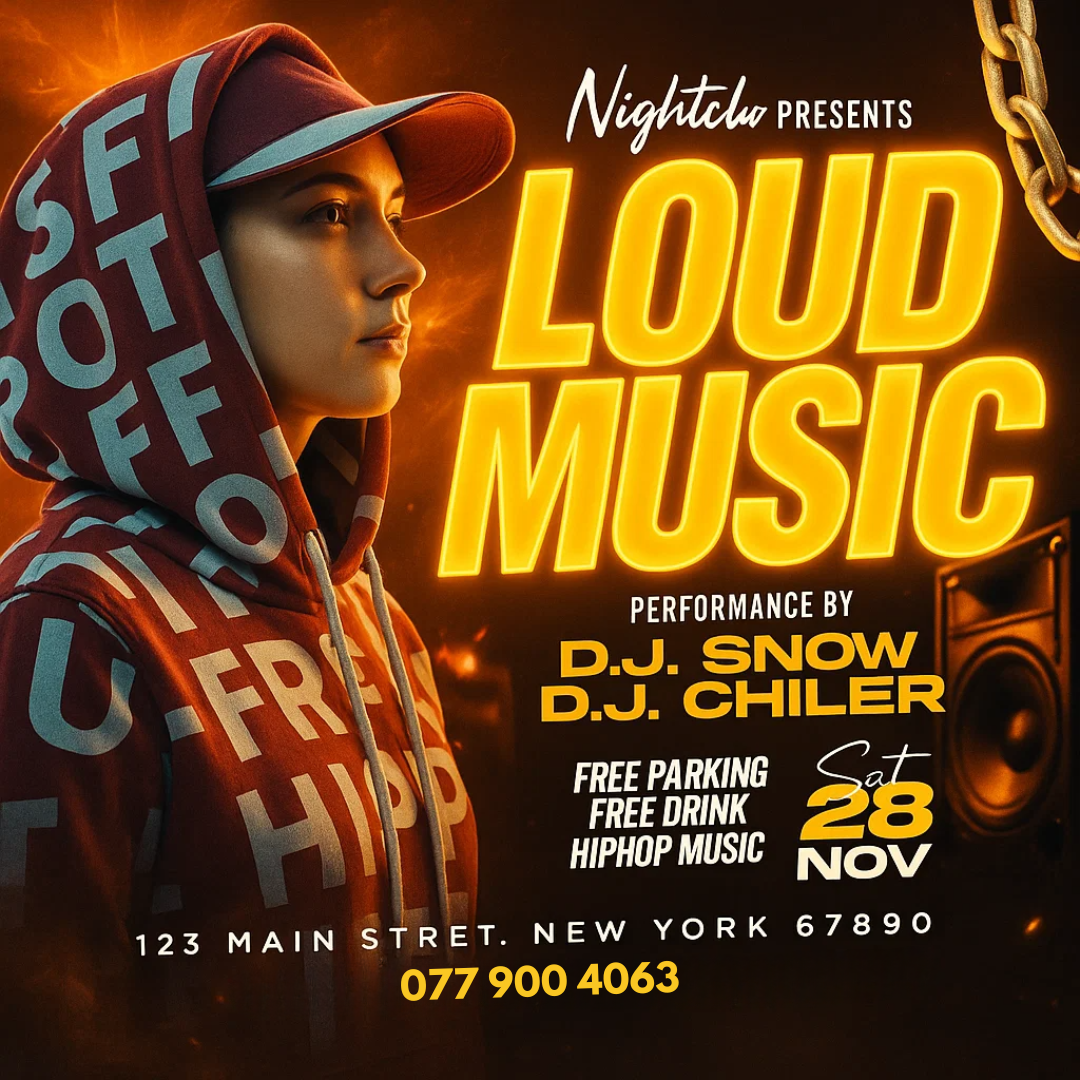 Nightclu PRESENTS
LOUD
MUSIC
PERFORMANCE BY
D.J. SNOW
D.J. CHILER
FREE PARKING
FREE DRINK
HIPHOP MUSIC
Sat
28
NOV
123 MAIN STRET. NEW YORK 67890
077 900 4063